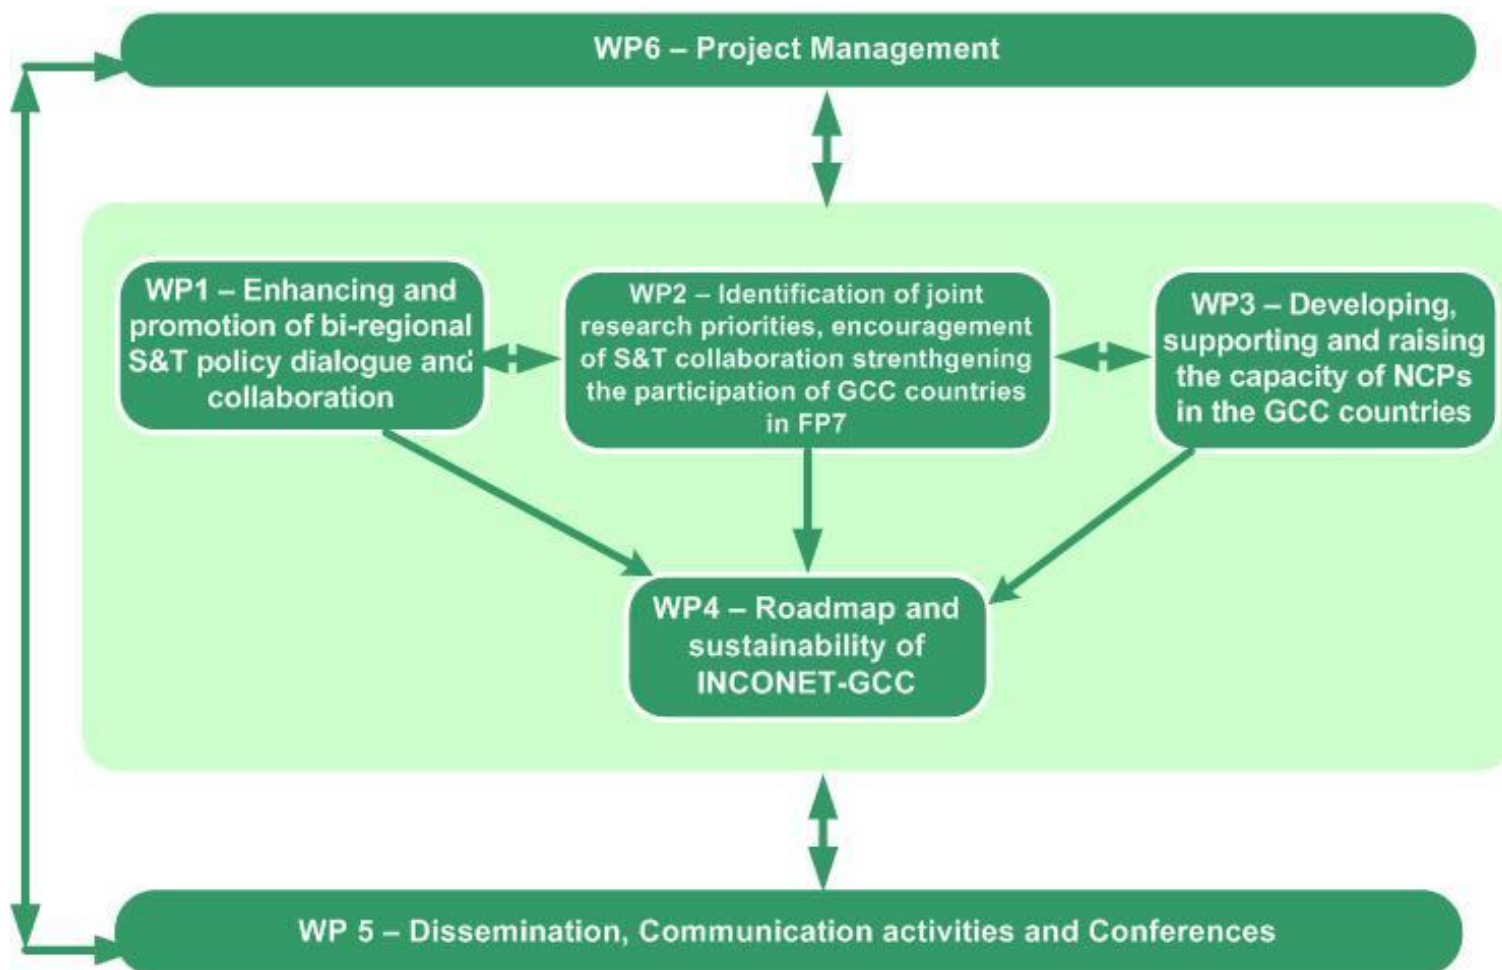 WP6 – Project Management
WP1 – Enhancing and
promotion of bi-regional
S&T policy dialogue and
collaboration
WP2 – Identification of joint
research priorities, encouragement
of S&T collaboration strenthgening
the participation of GCC countries
in FP7
WP3 – Developing,
supporting and raising
the capacity of NCPs
in the GCC countries
WP4 – Roadmap and
sustainability of
INCONET-GCC
WP 5 – Dissemination, Communication activities and Conferences